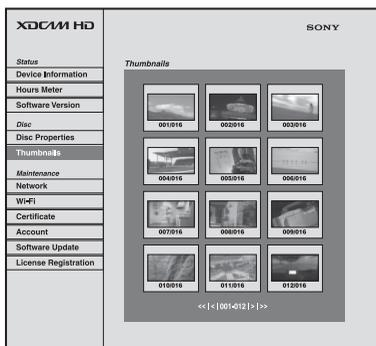 XDCAM HD
SONY
Status
Device Information
Hours Meter
Software Version
Disc
Disc Properties
Thumbnails
Maintenance
Network
Wi-Fi
Certificate
Account
Software Update
License Registration
Thumbnails
001/016
002/016
003/016
004/016
005/016
006/016
007/016
008/016
009/016
010/016
011/016
012/016
<< | < | 001-012 | > | >>